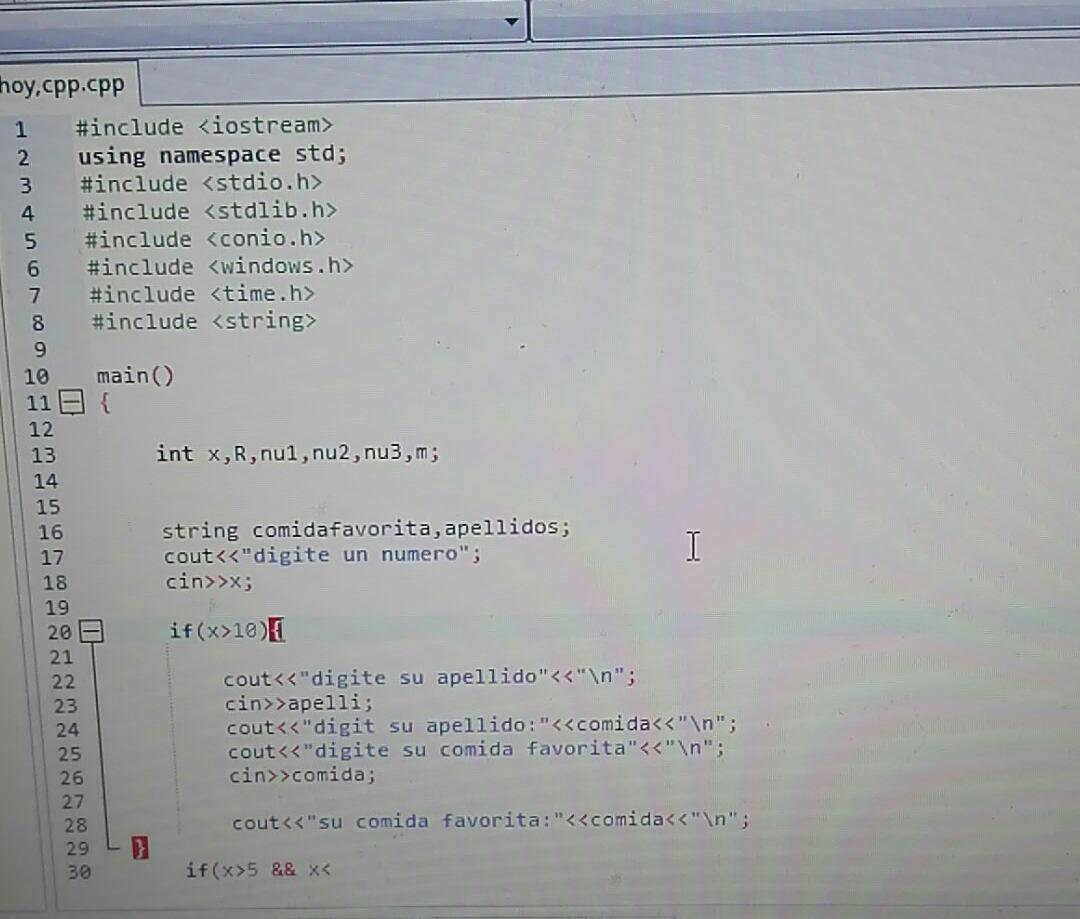 hoy,cpp.cpp
1 #include <iostream>
2 using namespace std;
3 #include <stdio.h>
4 #include <stdlib.h>
5 #include <conio.h>
6 #include <windows.h>
7 #include <time.h>
8 #include <string>
9
10 main()
11 {
12
13 int x,R,nu1,nu2,nu3,m;
14
15
16 string comidafavorita,apellidos;
17 cout<<"digite un numero";
18 cin>>x;
19
20 if(x>10){
21
22 cout<<"digite su apellido"<<"\n";
23 cin>>apelli;
24 cout<<"digit su apellido:"<<comida<<"\n";
25 cout<<"digite su comida favorita"<<"\n";
26 cin>>comida;
27
28 cout<<"su comida favorita:"<<comida<<"\n";
29 }
30 if(x>5 && x<